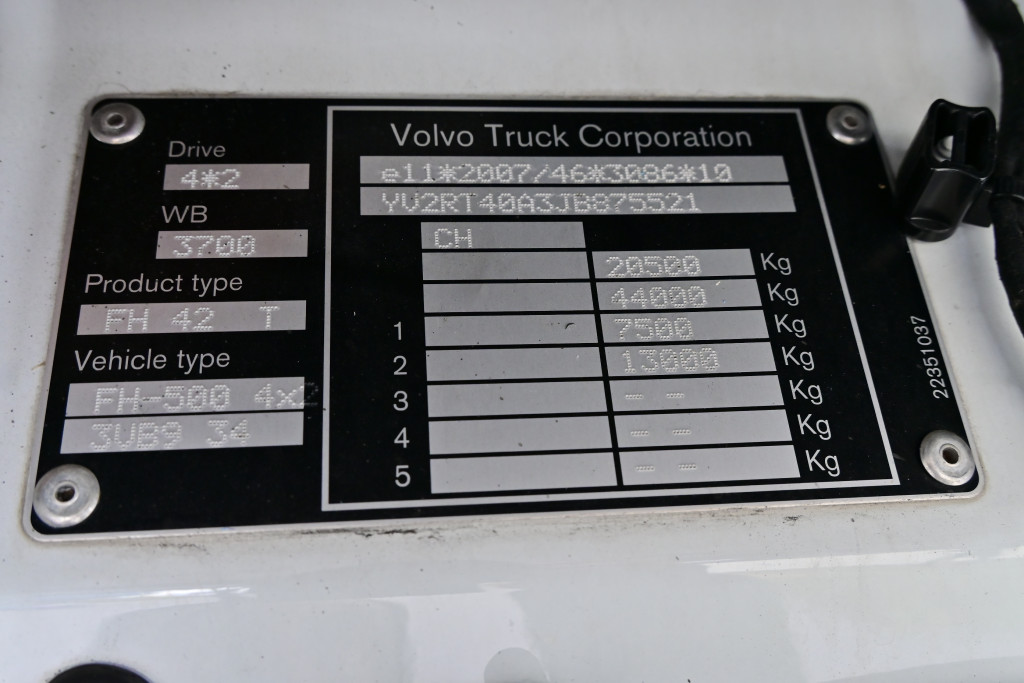 Drive
4*2
WB
3700
Product type
FH 42 T
Vehicle type
FH-500 4x2
3VB9 34
Volvo Truck Corporation
e11*2007/46*3086*10
YV2RT40A3JB875521
CH
20500 Kg
44000 Kg
1 7500 Kg
2 13000 Kg
3 -- -- Kg
4 -- -- Kg
5 -- -- Kg
22351037